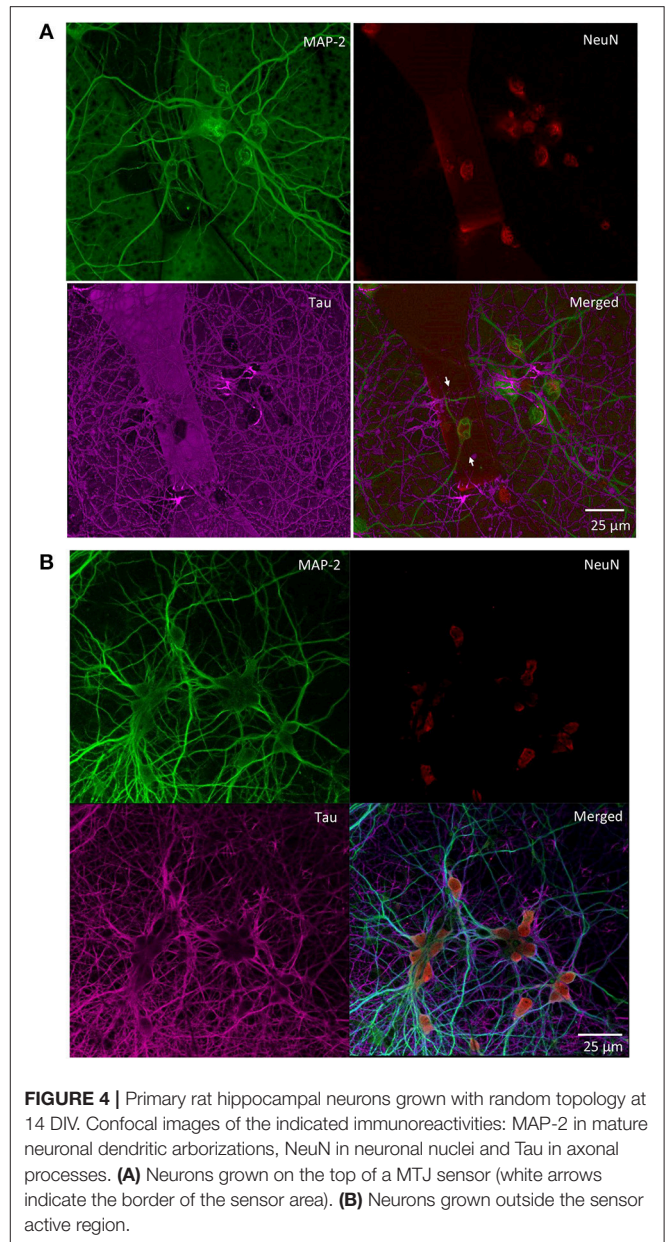 A
MAP-2
NeuN
Tau
Merged
25 µm
B
MAP-2
NeuN
Tau
Merged
25 µm
FIGURE 4 | Primary rat hippocampal neurons grown with random topology at
14 DIV. Confocal images of the indicated immunoreactivities: MAP-2 in mature
neuronal dendritic arborizations, NeuN in neuronal nuclei and Tau in axonal
processes. (A) Neurons grown on the top of a MTJ sensor (white arrows
indicate the border of the sensor area). (B) Neurons grown outside the sensor
active region.